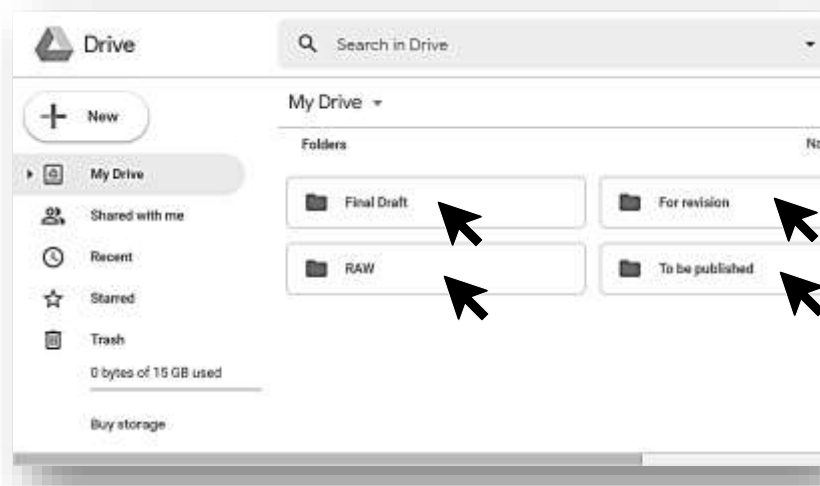 Drive
Search in Drive
New
My Drive
Folders
My Drive
Shared with me
Recent
Starred
Trash
0 bytes of 15 GB used
Buy storage
Final Draft
For revision
RAW
To be published